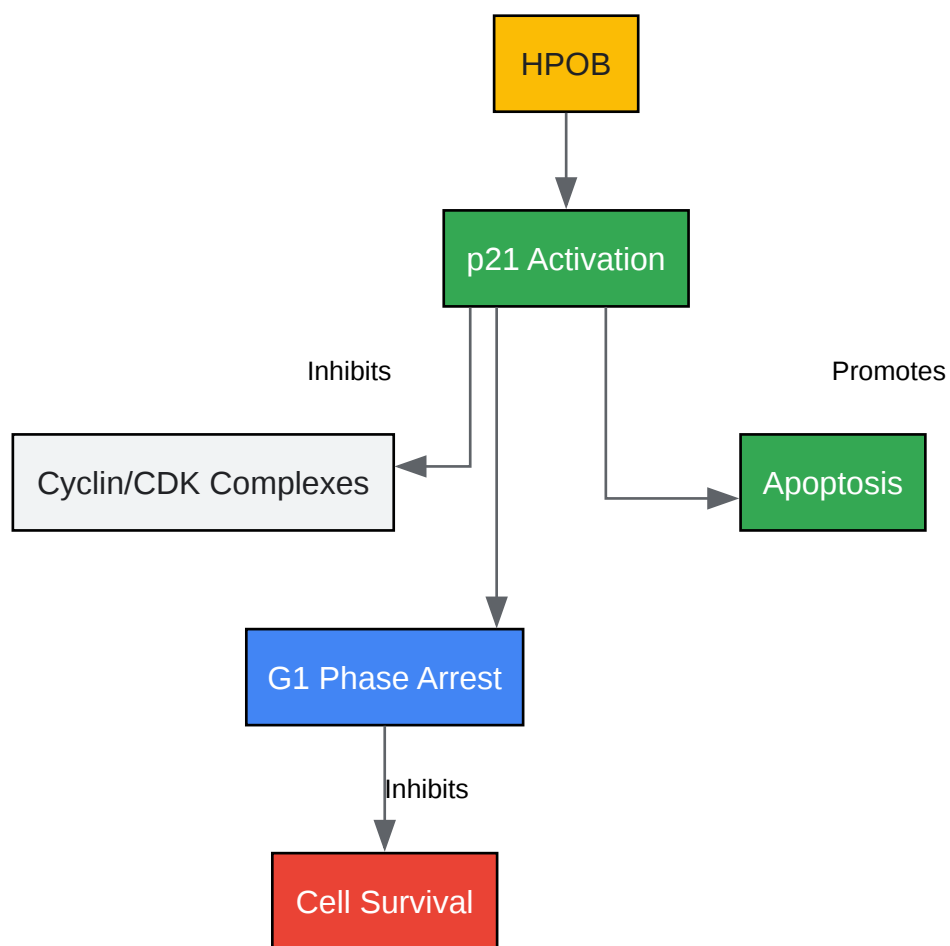 HPOB
p21 Activation
Inhibits
Promotes
Cyclin/CDK Complexes
Apoptosis
G1 Phase Arrest
Inhibits
Cell Survival